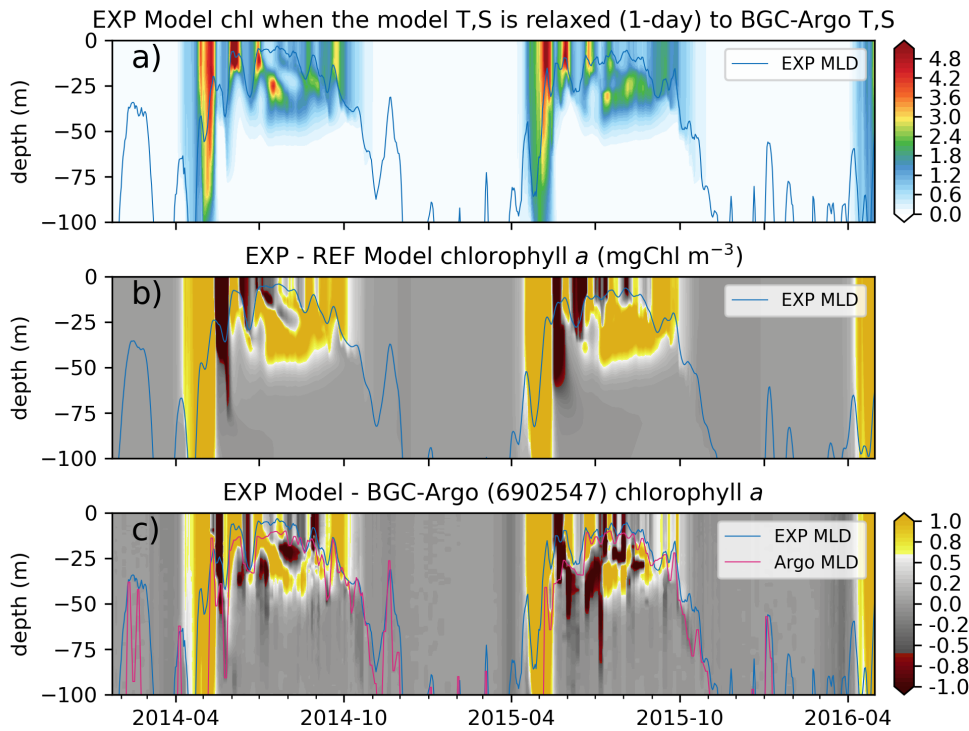 EXP Model chl when the model T,S is relaxed (1-day) to BGC-Argo T,S
a)
EXP MLD
0
−25
−50
−75
−100
depth (m)
4.8
4.2
3.6
3.0
2.4
1.8
1.2
0.6
0.0
EXP - REF Model chlorophyll a (mgChl m−3)
b)
EXP MLD
0
−25
−50
−75
−100
depth (m)
EXP Model - BGC-Argo (6902547) chlorophyll a
c)
EXP MLD
Argo MLD
0
−25
−50
−75
−100
depth (m)
1.0
0.8
0.5
0.2
0.0
-0.2
-0.5
-0.8
-1.0
2014-04 2014-10 2015-04 2015-10 2016-04